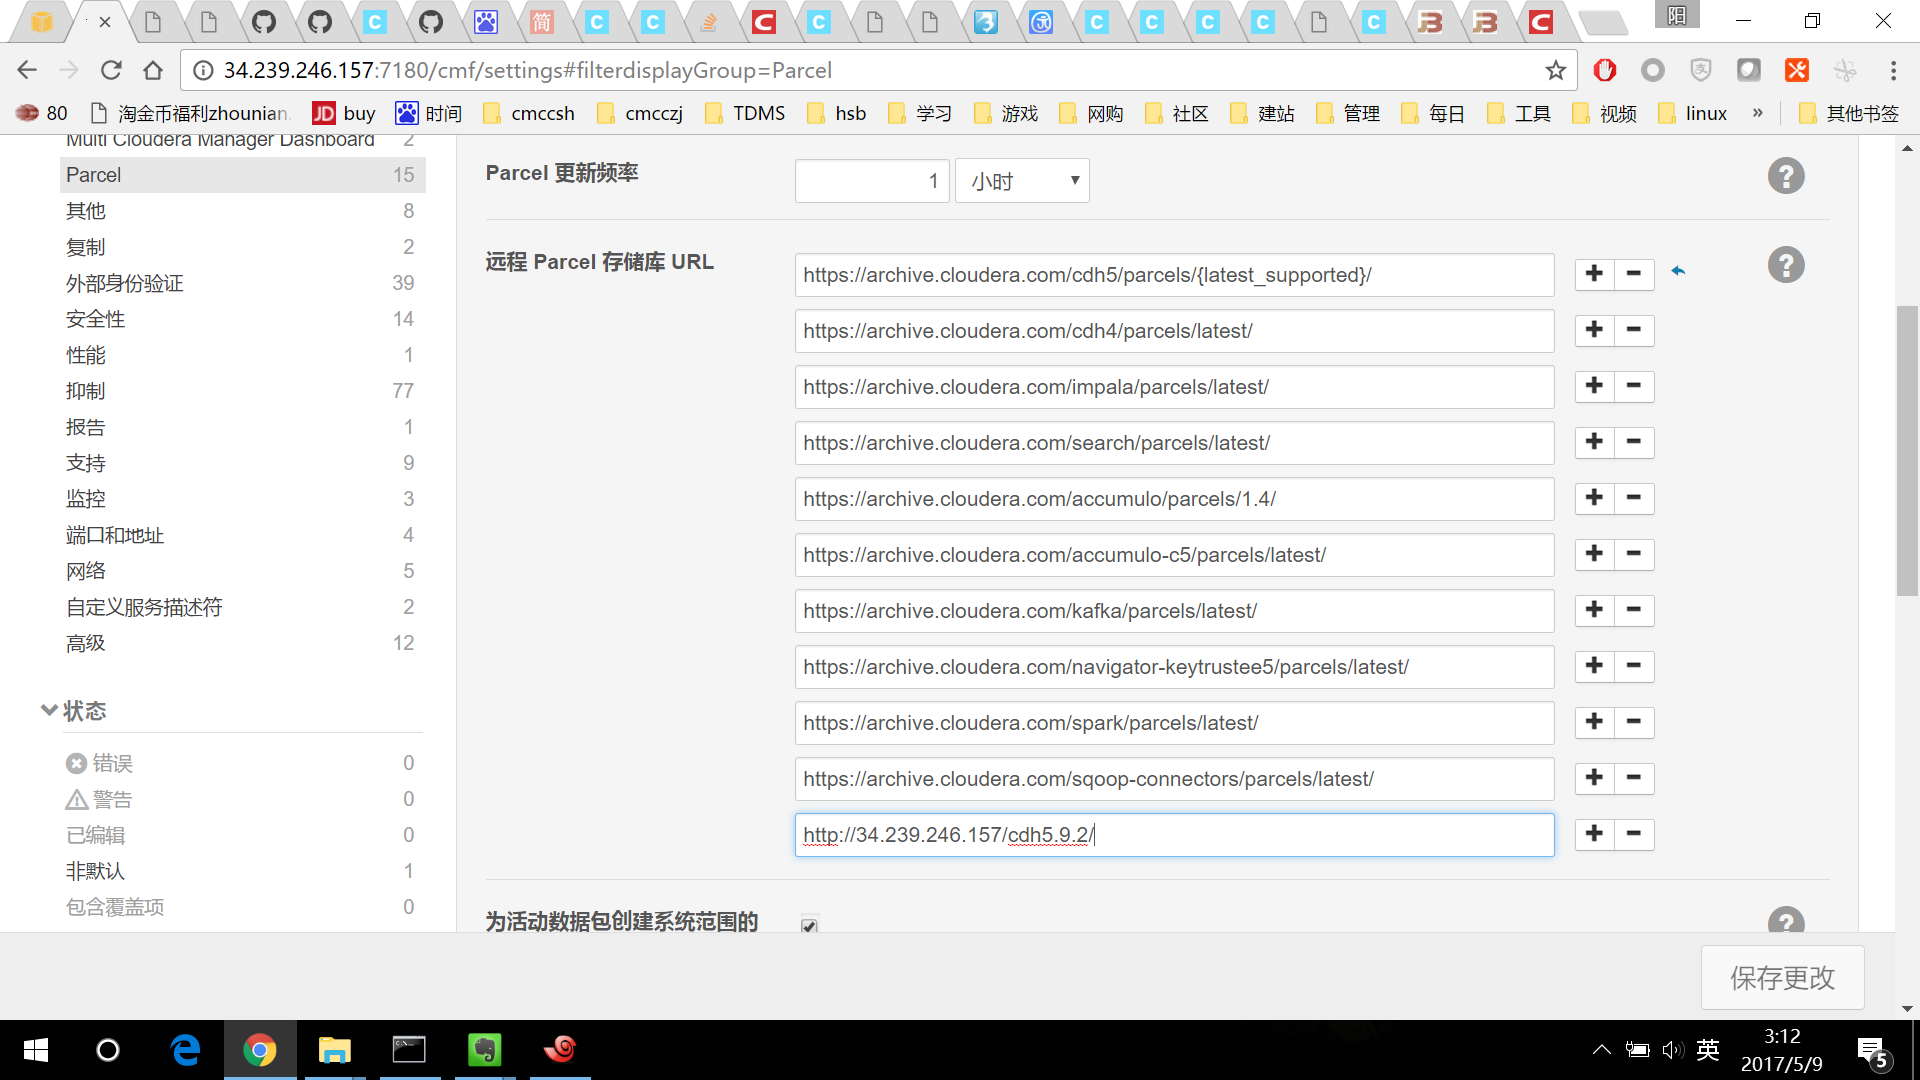 阳
34.239.246.157:7180/cmf/settings#filterdisplayGroup=Parcel
80 淘金币福利zhounian. JD buy 时间 cmccsh cmcczj TDMS hsb 学习 游戏 网购 社区 建站 管理 每日 工具 视频 linux » 其他书签
Multi Cloudera Manager Dashboard 2
Parcel 15
其他 8
复制 2
外部身份验证 39
安全性 14
性能 1
抑制 77
报告 1
支持 9
监控 3
端口和地址 4
网络 5
自定义服务描述符 2
高级 12
状态
错误 0
警告 0
已编辑 0
非默认 1
包含覆盖项 0
Parcel 更新频率
1 小时
远程 Parcel 存储库 URL
https://archive.cloudera.com/cdh5/parcels/{latest_supported}/
https://archive.cloudera.com/cdh4/parcels/latest/
https://archive.cloudera.com/impala/parcels/latest/
https://archive.cloudera.com/search/parcels/latest/
https://archive.cloudera.com/accumulo/parcels/1.4/
https://archive.cloudera.com/accumulo-c5/parcels/latest/
https://archive.cloudera.com/kafka/parcels/latest/
https://archive.cloudera.com/navigator-keytrustee5/parcels/latest/
https://archive.cloudera.com/spark/parcels/latest/
https://archive.cloudera.com/sqoop-connectors/parcels/latest/
http://34.239.246.157/cdh5.9.2/
为活动数据包创建系统范围的
保存更改
英
3:12
2017/5/9
5